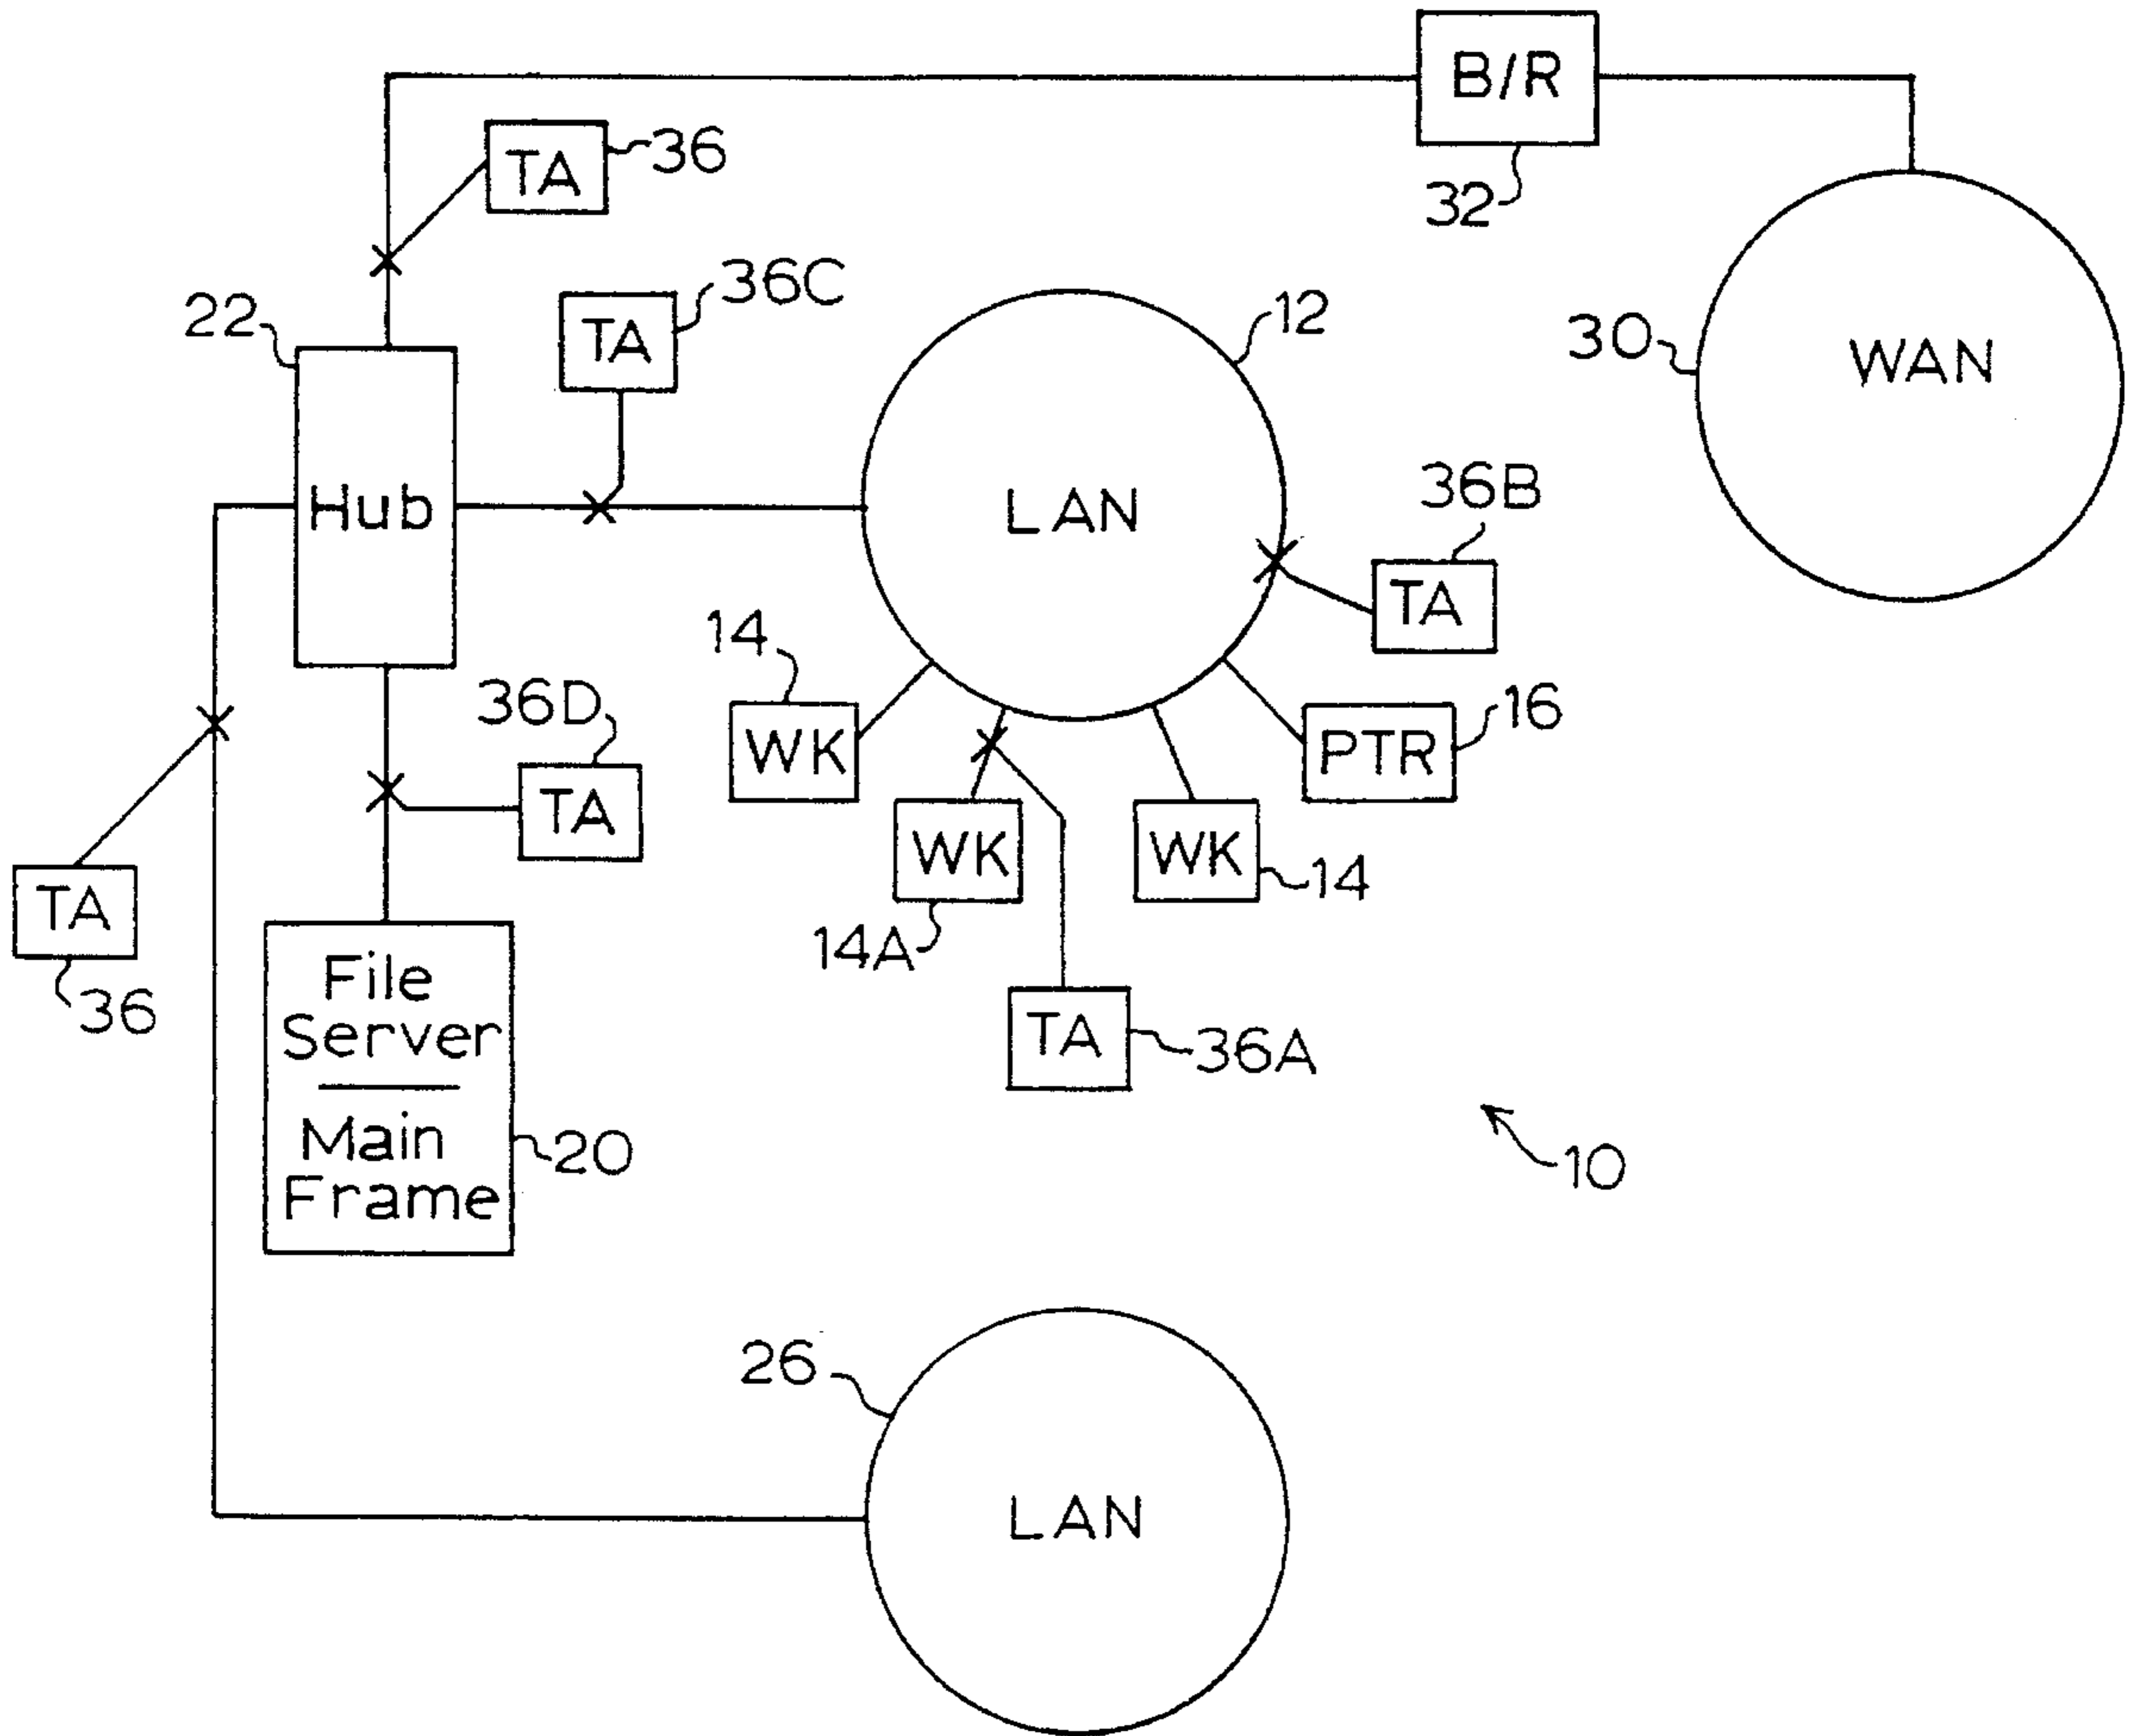 B/R
TA
36
32
36C
22
TA
12
30
WAN
36B
Hub
LAN
TA
14
36D
16
WK
PTR
TA
WK
WK
14
TA
14A
36
File
Server
TA
36A
Main
Frame
20
10
26
LAN